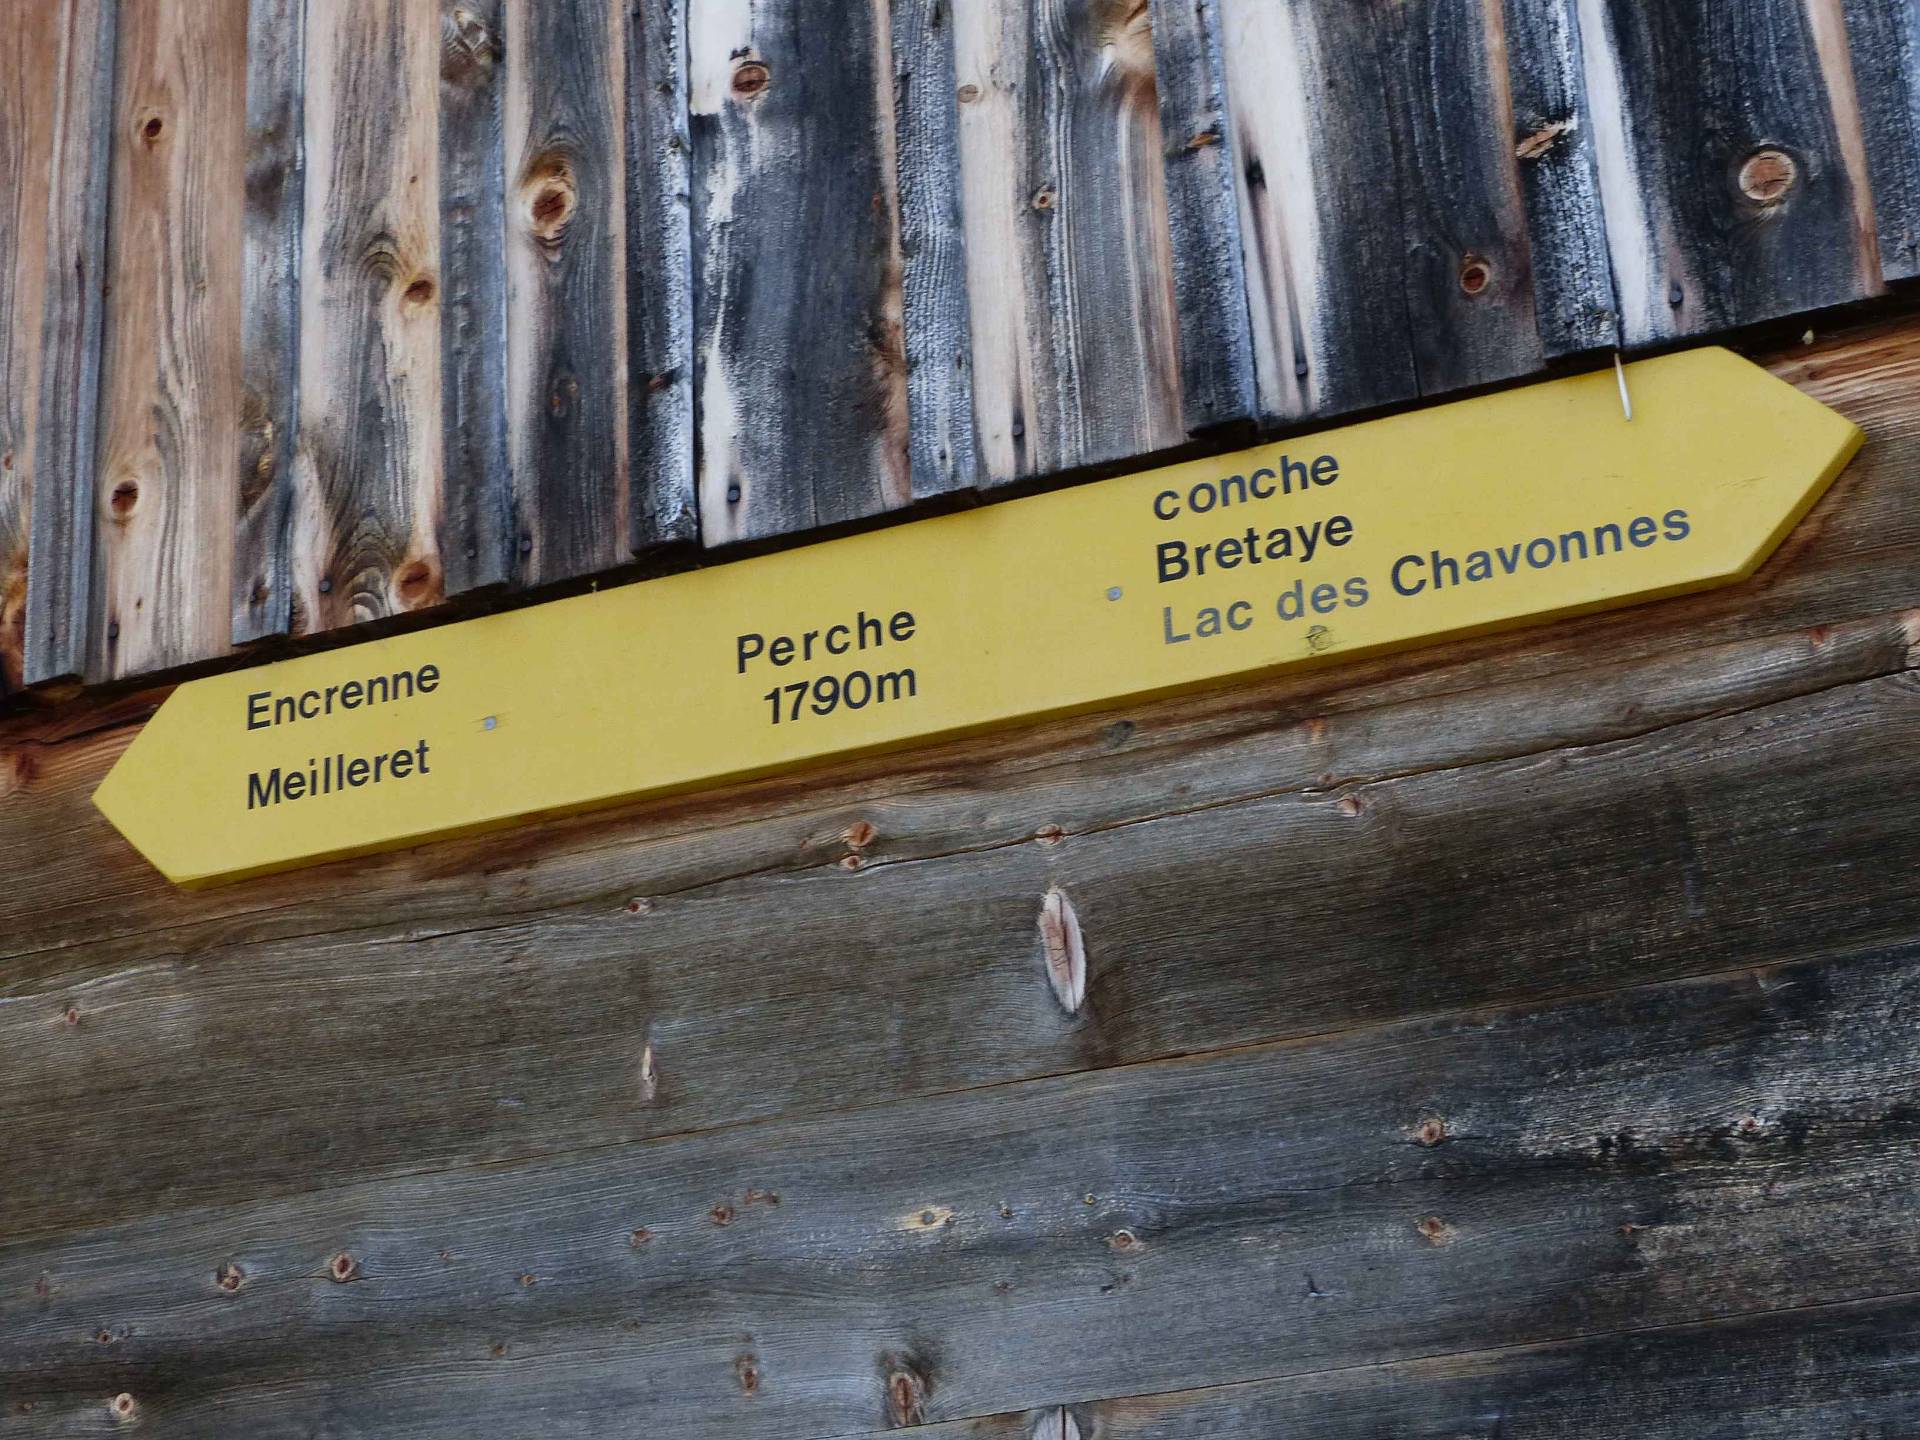 Encrenne
Meilleret
Perche
1790m
conche
Bretaye
Lac des Chavonnes